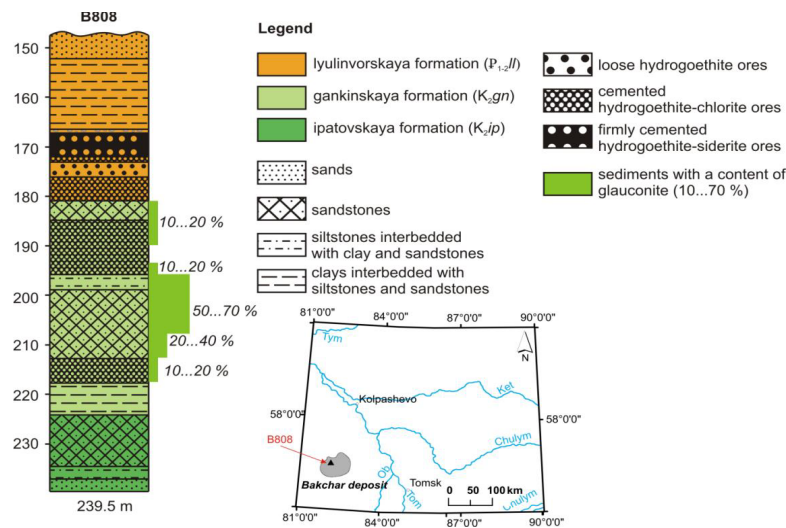 B808
150
160
170
180
190
200
210
220
230
239.5 m
10...20 %
10...20 %
50...70 %
20...40 %
10...20 %
Legend
lyulinvorskaya formation (P₁₋₂ll)
gankinskaya formation (K₂gn)
ipatovskaya formation (K₂ip)
sands
sandstones
siltstones interbedded
with clay and sandstones
clays interbedded with
siltstones and sandstones
loose hydrogoethite ores
cemented
hydrogoethite-chlorite ores
firmly cemented
hydrogoethite-siderite ores
sediments with a content of
glauconite (10...70 %)
81°0'0"
84°0'0"
87°0'0"
90°0'0"
Tym
N
Kolpashevo
Ket
58°0'0"
58°0'0"
B808
Chulym
Bakchar deposit
Ob
Tom
Tomsk
0 50 100 km
Chulym
81°0'0"
84°0'0"
87°0'0"
90°0'0"